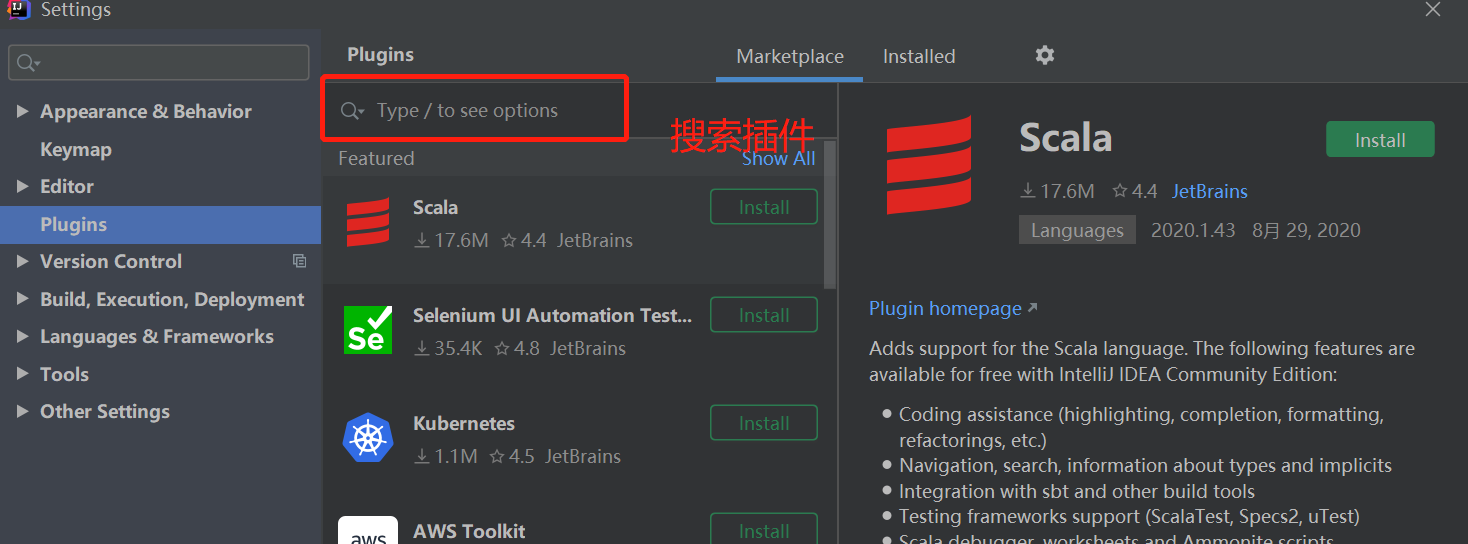 IJ
Settings
Plugins
Marketplace
Installed
Type / to see options
搜索插件
Featured
Show All
Appearance & Behavior
Keymap
Editor
Plugins
Version Control
Build, Execution, Deployment
Languages & Frameworks
Tools
Other Settings
Scala
Install
17.6M 4.4 JetBrains
Se
Selenium UI Automation Test...
Install
35.4K 4.8 JetBrains
Kubernetes
Install
1.1M 4.5 JetBrains
aws
AWS Toolkit
Install
Scala
Install
17.6M 4.4 JetBrains
Languages 2020.1.43 8月 29, 2020
Plugin homepage
Adds support for the Scala language. The following features are
available for free with IntelliJ IDEA Community Edition:
Coding assistance (highlighting, completion, formatting,
refactorings, etc.)
Navigation, search, information about types and implicits
Integration with sbt and other build tools
Testing frameworks support (ScalaTest, Specs2, uTest)
Scala debugger, worksheets and Ammonite scripts